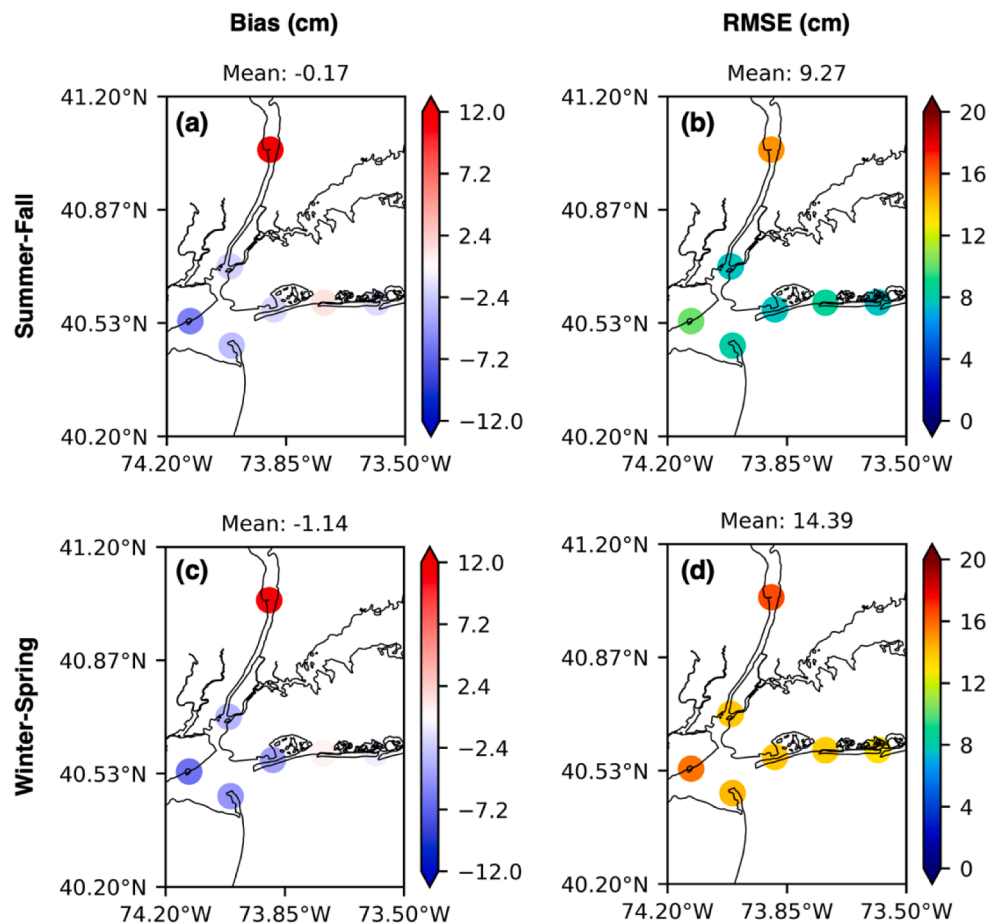 Bias (cm)
RMSE (cm)
Summer-Fall
Mean: -0.17
(a)
41.20°N
40.87°N
40.53°N
40.20°N
74.20°W
73.85°W
73.50°W
12.0
7.2
2.4
−2.4
−7.2
−12.0
Mean: 9.27
(b)
41.20°N
40.87°N
40.53°N
40.20°N
74.20°W
73.85°W
73.50°W
20
16
12
8
4
0
Winter-Spring
Mean: -1.14
(c)
41.20°N
40.87°N
40.53°N
40.20°N
74.20°W
73.85°W
73.50°W
12.0
7.2
2.4
−2.4
−7.2
−12.0
Mean: 14.39
(d)
41.20°N
40.87°N
40.53°N
40.20°N
74.20°W
73.85°W
73.50°W
20
16
12
8
4
0